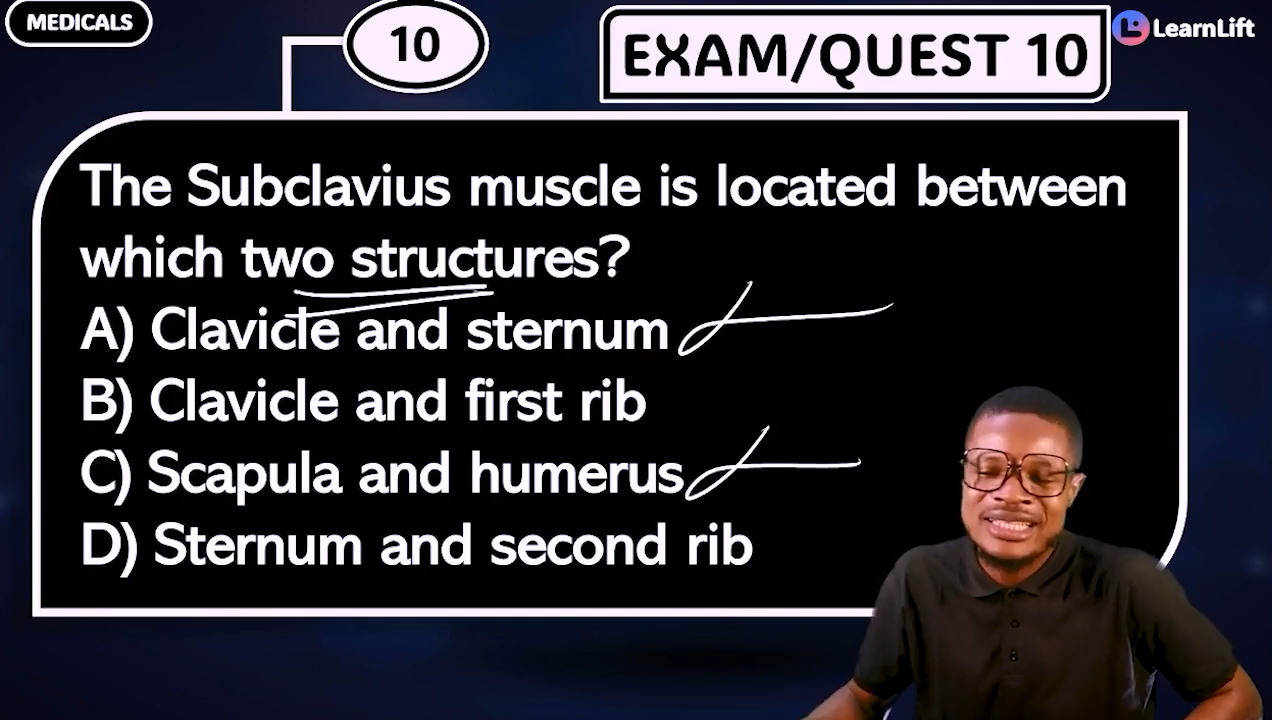 MEDICALS
10
EXAM/QUEST 10
LearnLift
The Subclavius muscle is located between
which two structures?
A) Clavicle and sternum
B) Clavicle and first rib
C) Scapula and humerus
D) Sternum and second rib